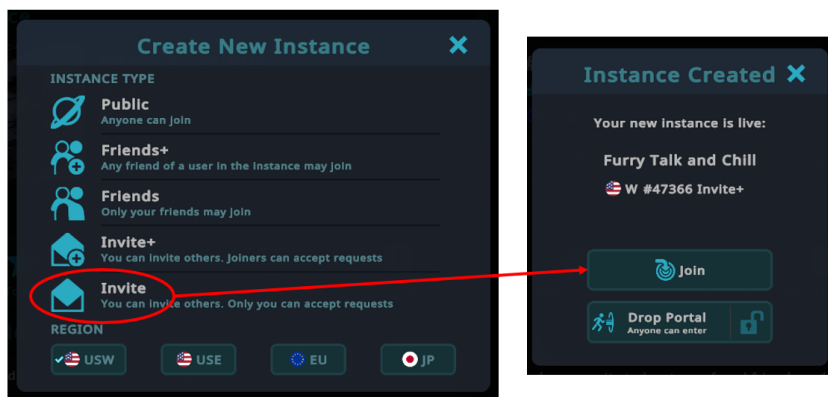 Create New Instance
INSTANCE TYPE
Public
Anyone can join
Friends+
Any friend of a user in the instance may join
Friends
Only your friends may join
Invite+
You can invite others. Joiners can accept requests
Invite
You can invite others. Only you can accept requests
REGION
USW
USE
EU
JP
Instance Created
Your new instance is live:
Furry Talk and Chill
W #47366 Invite+
Join
Drop Portal
Anyone can enter